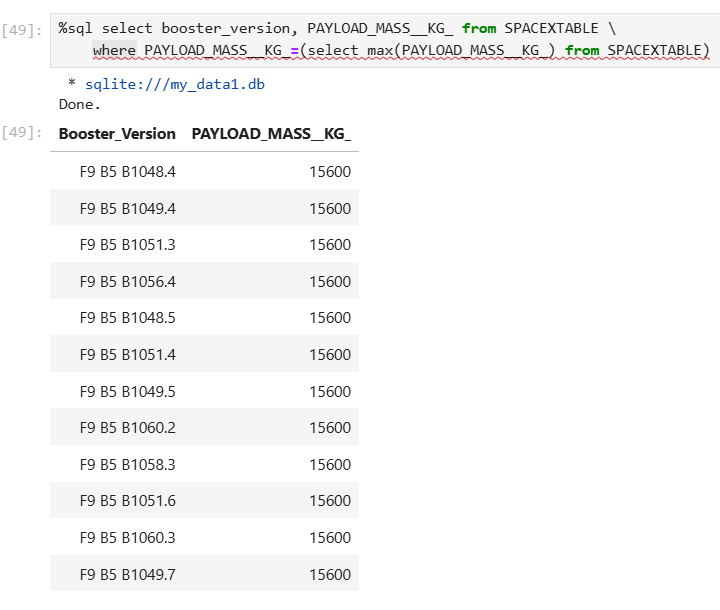 [49]: %sql select booster_version, PAYLOAD_MASS__KG_ from SPACEXTABLE \
where PAYLOAD_MASS__KG_=(select max(PAYLOAD_MASS__KG_) from SPACEXTABLE)
* sqlite:///my_data1.db
Done.
[49]: Booster_Version PAYLOAD_MASS__KG_
F9 B5 B1048.4 15600
F9 B5 B1049.4 15600
F9 B5 B1051.3 15600
F9 B5 B1056.4 15600
F9 B5 B1048.5 15600
F9 B5 B1051.4 15600
F9 B5 B1049.5 15600
F9 B5 B1060.2 15600
F9 B5 B1058.3 15600
F9 B5 B1051.6 15600
F9 B5 B1060.3 15600
F9 B5 B1049.7 15600